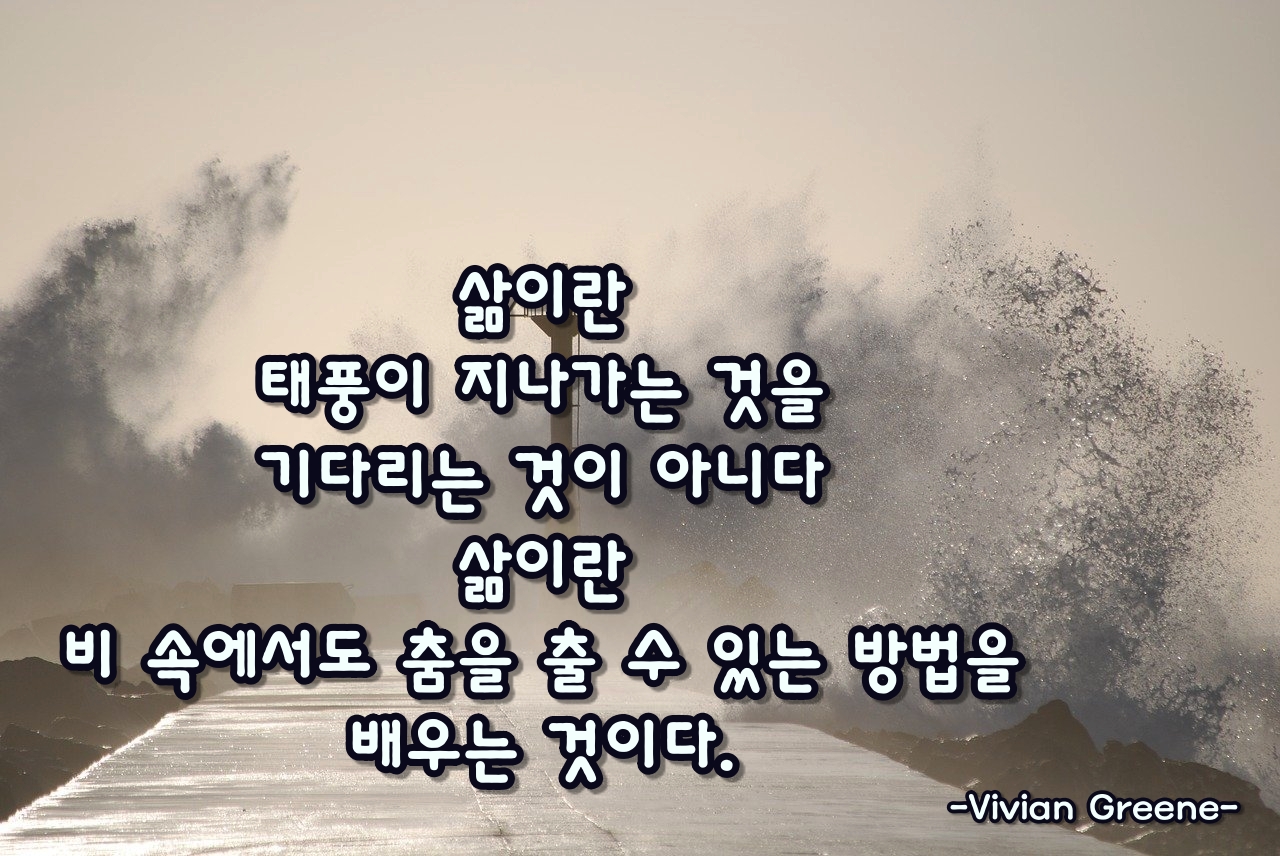 삶이란
태풍이 지나가는 것을
기다리는 것이 아니다
삶이란
비 속에서도 춤을 출 수 있는 방법을
배우는 것이다.
-Vivian Greene-